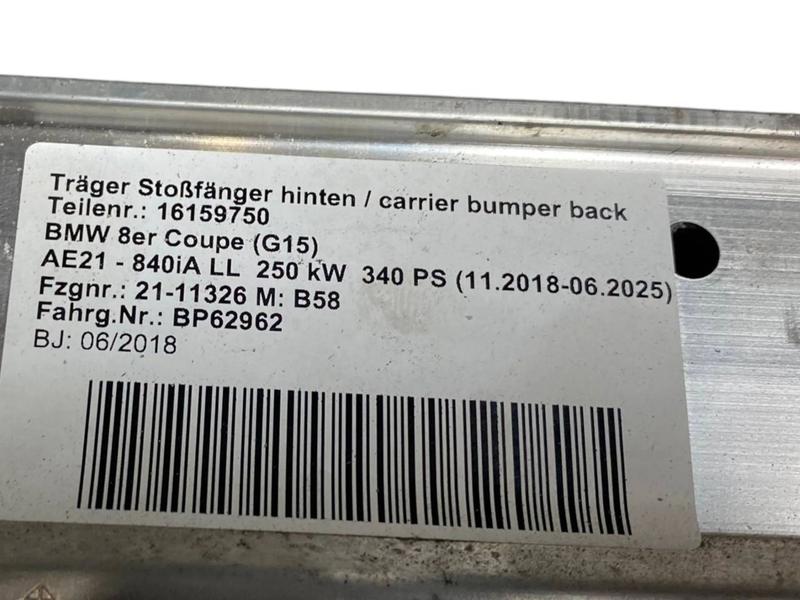 Träger Stoßfänger hinten / carrier bumper back
Teilenr.: 16159750
BMW 8er Coupe (G15)
AE21 - 840iA LL 250 kW 340 PS (11.2018-06.2025)
Fzgnr.: 21-11326 M: B58
Fahrg.Nr.: BP62962
BJ: 06/2018